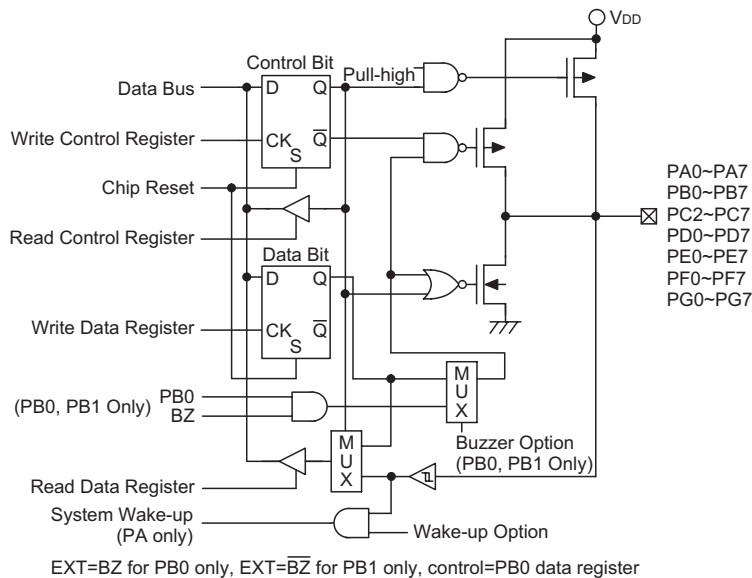 VDD
Control Bit
Pull-high
Data Bus
D
Q
Write Control Register
CK
Q̅
S
Chip Reset
Read Control Register
Data Bit
D
Q
Write Data Register
CK
Q̅
S
PA0~PA7
PB0~PB7
PC2~PC7
PD0~PD7
PE0~PE7
PF0~PF7
PG0~PG7
PB0
(PB0, PB1 Only)
BZ
M
U
X
Buzzer Option
(PB0, PB1 Only)
M
U
X
Read Data Register
System Wake-up
(PA only)
Wake-up Option
EXT=BZ for PB0 only, EXT=B̅Z̅ for PB1 only, control=PB0 data register